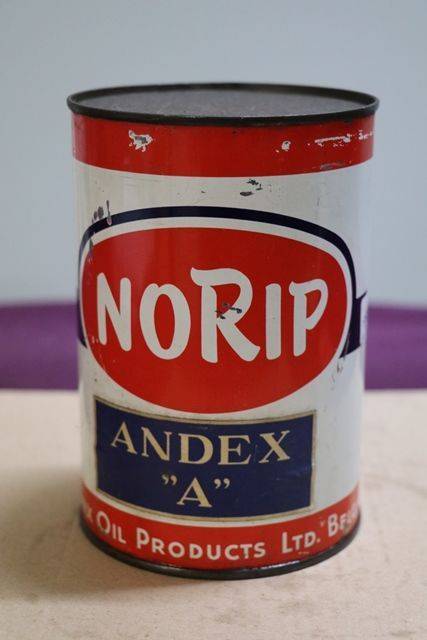 NORIP
ANDEX
"A"
OIL PRODUCTS LTD.